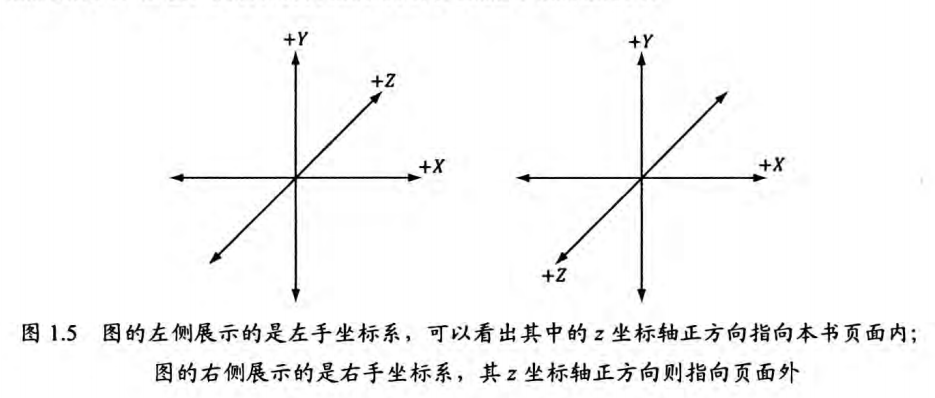 +Y
+Z
+X
+Y
+X
+Z
图 1.5 图的左侧展示的是左手坐标系，可以看出其中的 z 坐标轴正方向指向本书页面内；
图的右侧展示的是右手坐标系，其 z 坐标轴正方向则指向页面外